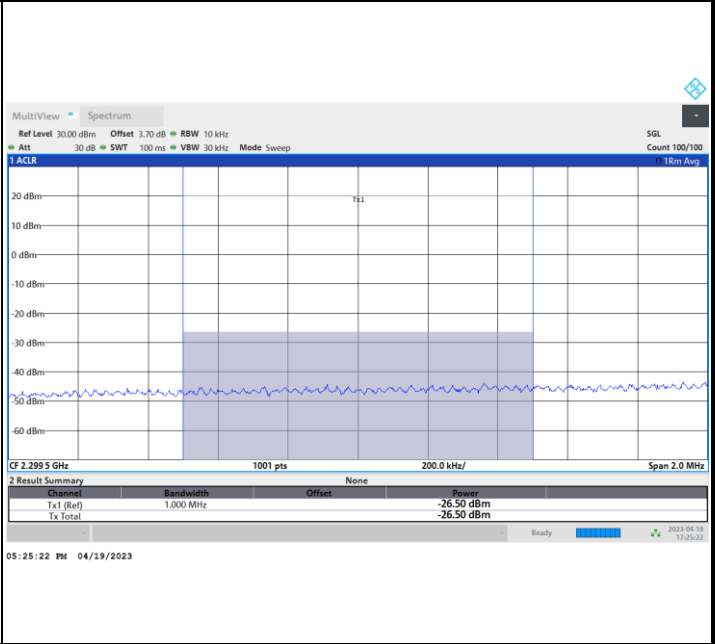 MultiView Spectrum
Ref Level 30.00 dBm Offset 3.70 dB RBW 10 kHz SGL
Att 30 dB SWT 100 ms VBW 30 kHz Mode Sweep Count 100/100
1 ACLR 1Rm Avg
Tx1
20 dBm
10 dBm
0 dBm
-10 dBm
-20 dBm
-30 dBm
-40 dBm
-50 dBm
-60 dBm
CF 2.299 5 GHz 1001 pts 200.0 kHz/ Span 2.0 MHz
2 Result Summary None
Channel Bandwidth Offset Power
Tx1 (Ref) 1.000 MHz -26.50 dBm
Tx Total -26.50 dBm
Ready 2023-04-19
17:25:22
05:25:22 PM 04/19/2023